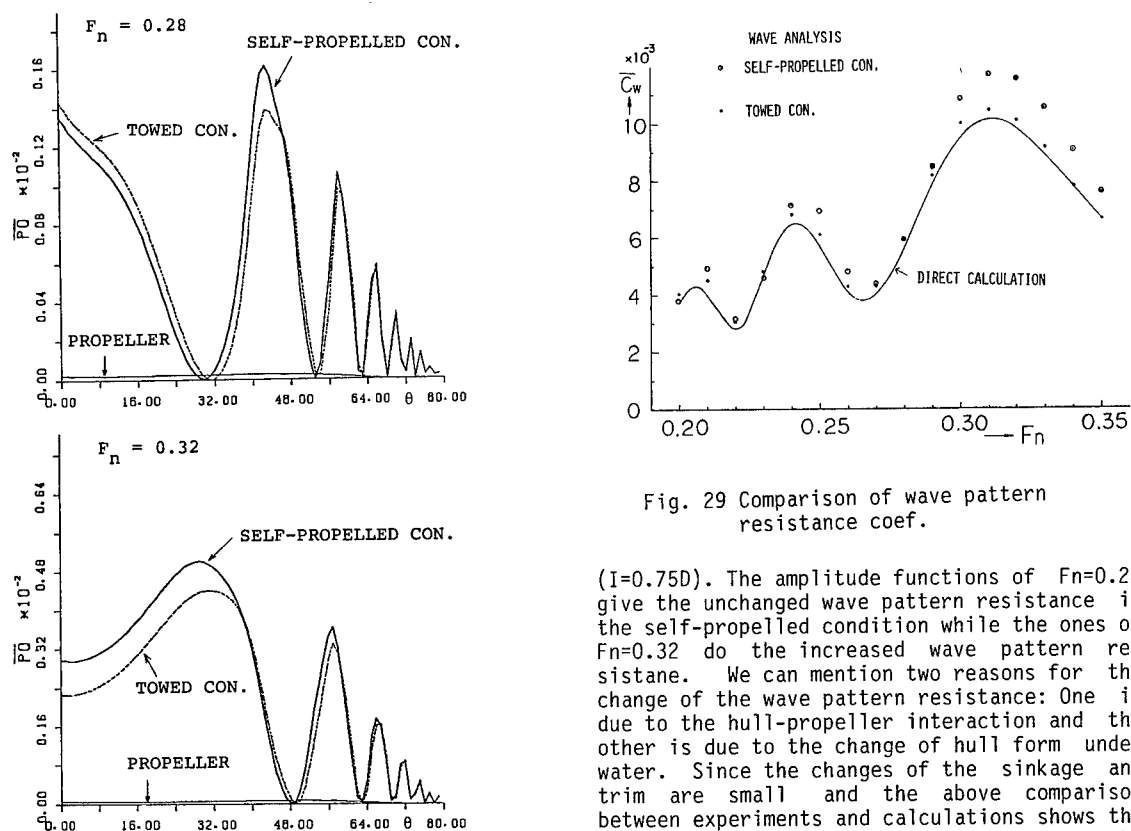 Fn = 0.28
SELF-PROPELLED CON.
TOWED CON.
PROPELLER
P̄Q̄ ×10⁻²
0.16
0.12
0.08
0.04
0.00
0.00 16.00 32.00 48.00 64.00 θ 80.00
Fn = 0.32
SELF-PROPELLED CON.
TOWED CON.
PROPELLER
P̄Q̄ ×10⁻²
0.64
0.48
0.32
0.16
0.00
0.00 16.00 32.00 48.00 64.00 θ 80.00
WAVE ANALYSIS
SELF-PROPELLED CON.
TOWED CON.
×10⁻³
C̄w
10
8
6
4
2
0
DIRECT CALCULATION
0.20 0.25 0.30 0.35
Fn
Fig. 29 Comparison of wave pattern
resistance coef.
(I=0.75D). The amplitude functions of Fn=0.2
give the unchanged wave pattern resistance i
the self-propelled condition while the ones o
Fn=0.32 do the increased wave pattern re
sistane. We can mention two reasons for th
change of the wave pattern resistance: One i
due to the hull-propeller interaction and th
other is due to the change of hull form unde
water. Since the changes of the sinkage an
trim are small and the above compariso
between experiments and calculations shows th